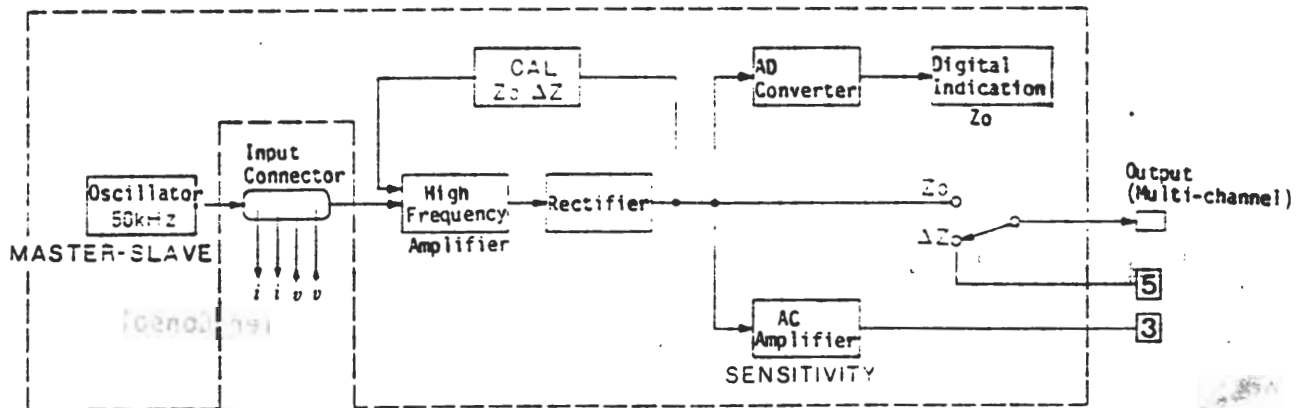 CAL
Zo ΔZ
AD
Converter
Digital
Indication
Zo
Input
Connector
Oscillator
50kHz
MASTER-SLAVE
i i v v
High
Frequency
Amplifier
Rectifier
Zo
ΔZ
Output
(Multi-channel)
5
3
AC
Amplifier
SENSITIVITY